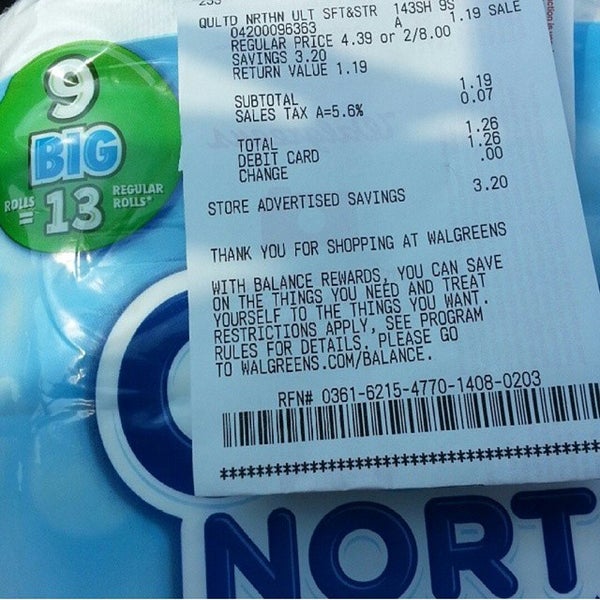 QULTD NRTHN ULT SFT&STR 143SH 9S
04200096363 A 1.19 SALE
REGULAR PRICE 4.39 or 2/8.00
SAVINGS 3.20
RETURN VALUE 1.19
SUBTOTAL 1.19
SALES TAX A=5.6% 0.07
TOTAL 1.26
DEBIT CARD 1.26
CHANGE .00
STORE ADVERTISED SAVINGS 3.20
THANK YOU FOR SHOPPING AT WALGREENS
WITH BALANCE REWARDS, YOU CAN SAVE
ON THE THINGS YOU NEED AND TREAT
YOURSELF TO THE THINGS YOU WANT.
RESTRICTIONS APPLY, SEE PROGRAM
RULES FOR DETAILS. PLEASE GO
TO WALGREENS.COM/BALANCE.
RFN# 0361-6215-4770-1408-0203
****************************************
9
BIG
ROLLS
=
13
REGULAR
ROLLS*
NORT